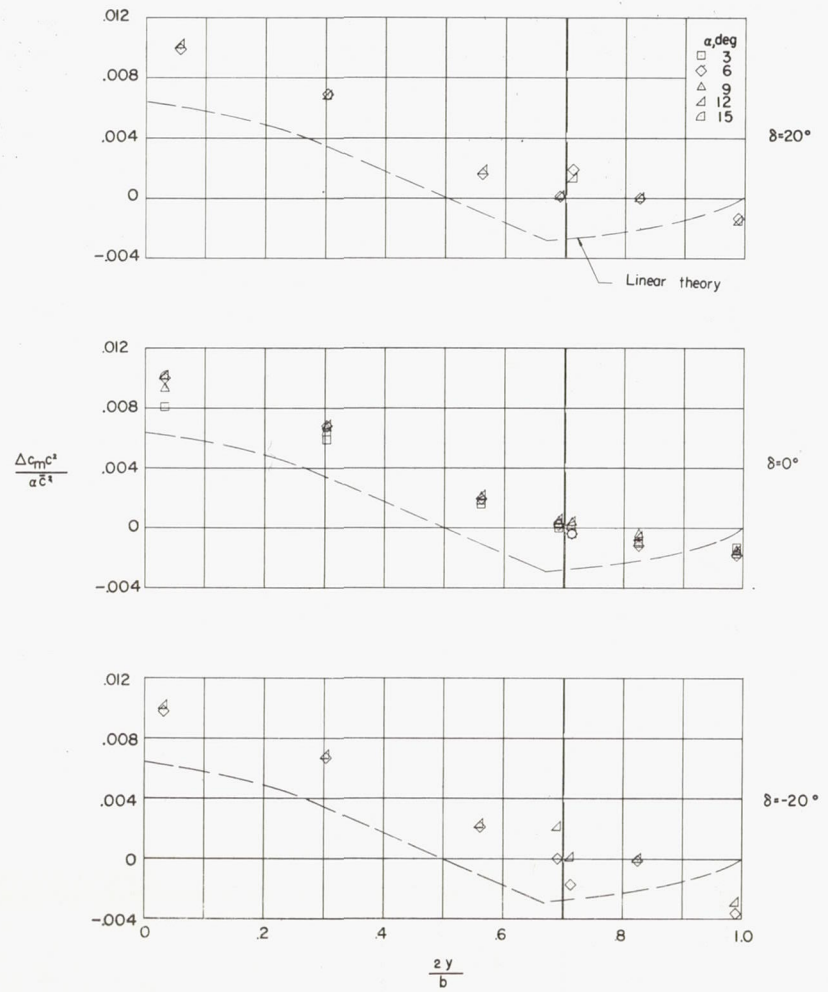 .012
.008
.004
0
-.004
α,deg
□ 3
◇ 6
△ 9
◿ 12
15
δ=20°
Linear theory
.012
.008
.004
0
-.004
Δcmc²
αc̄²
δ=0°
.012
.008
.004
0
-.004
δ=-20°
0 .2 .4 .6 .8 1.0
2y
b